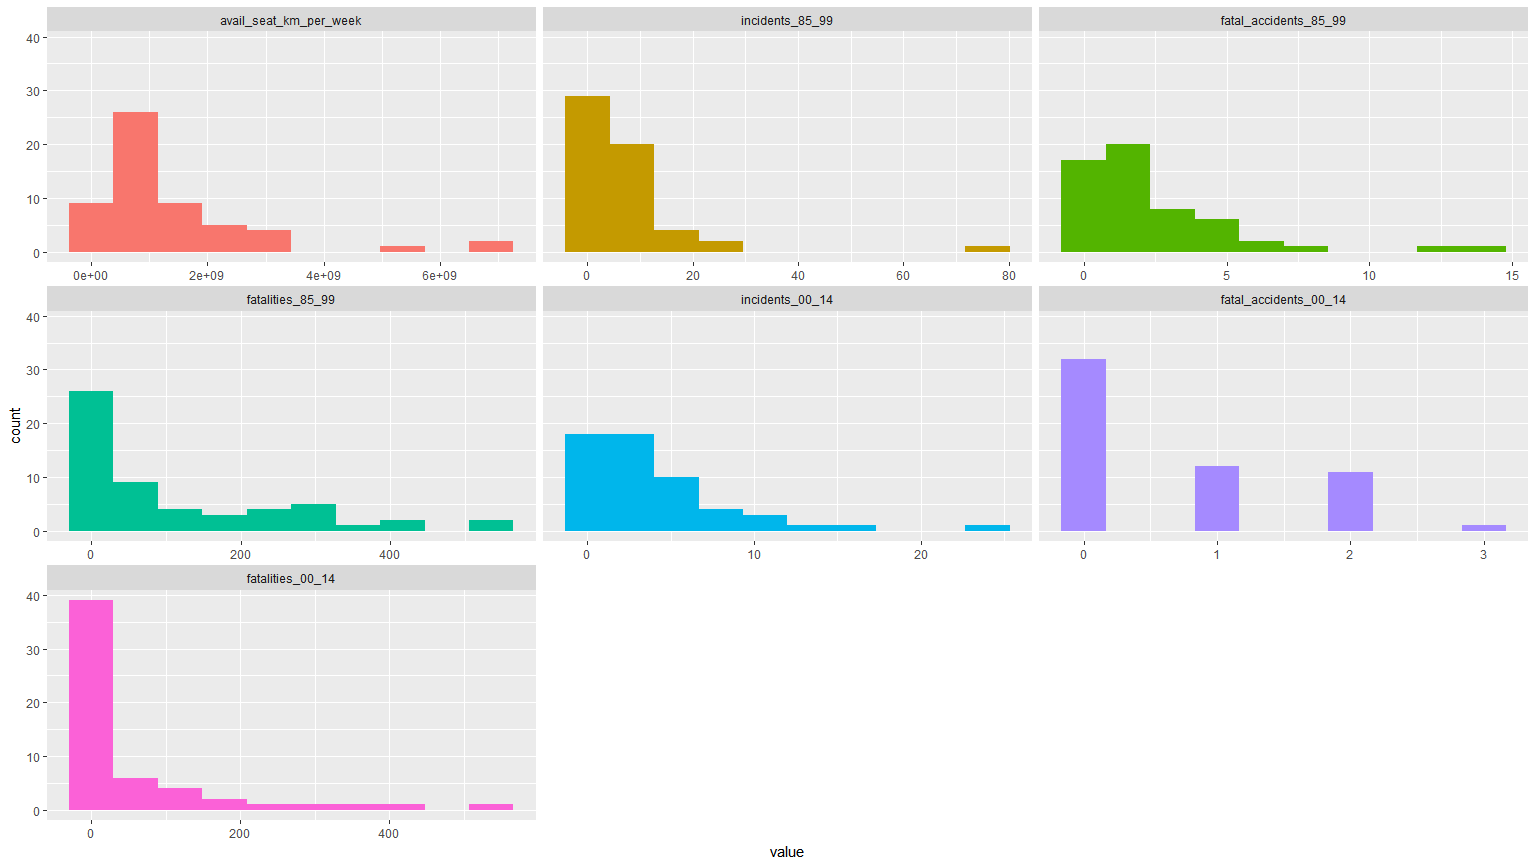 avail_seat_km_per_week
incidents_85_99
fatal_accidents_85_99
40
30
20
10
0
0e+00 2e+09 4e+09 6e+09
0 20 40 60 80
0 5 10 15
fatalities_85_99
incidents_00_14
fatal_accidents_00_14
40
30
20
10
0
0 200 400
0 10 20
0 1 2 3
fatalities_00_14
40
30
20
10
0
0 200 400
count
value